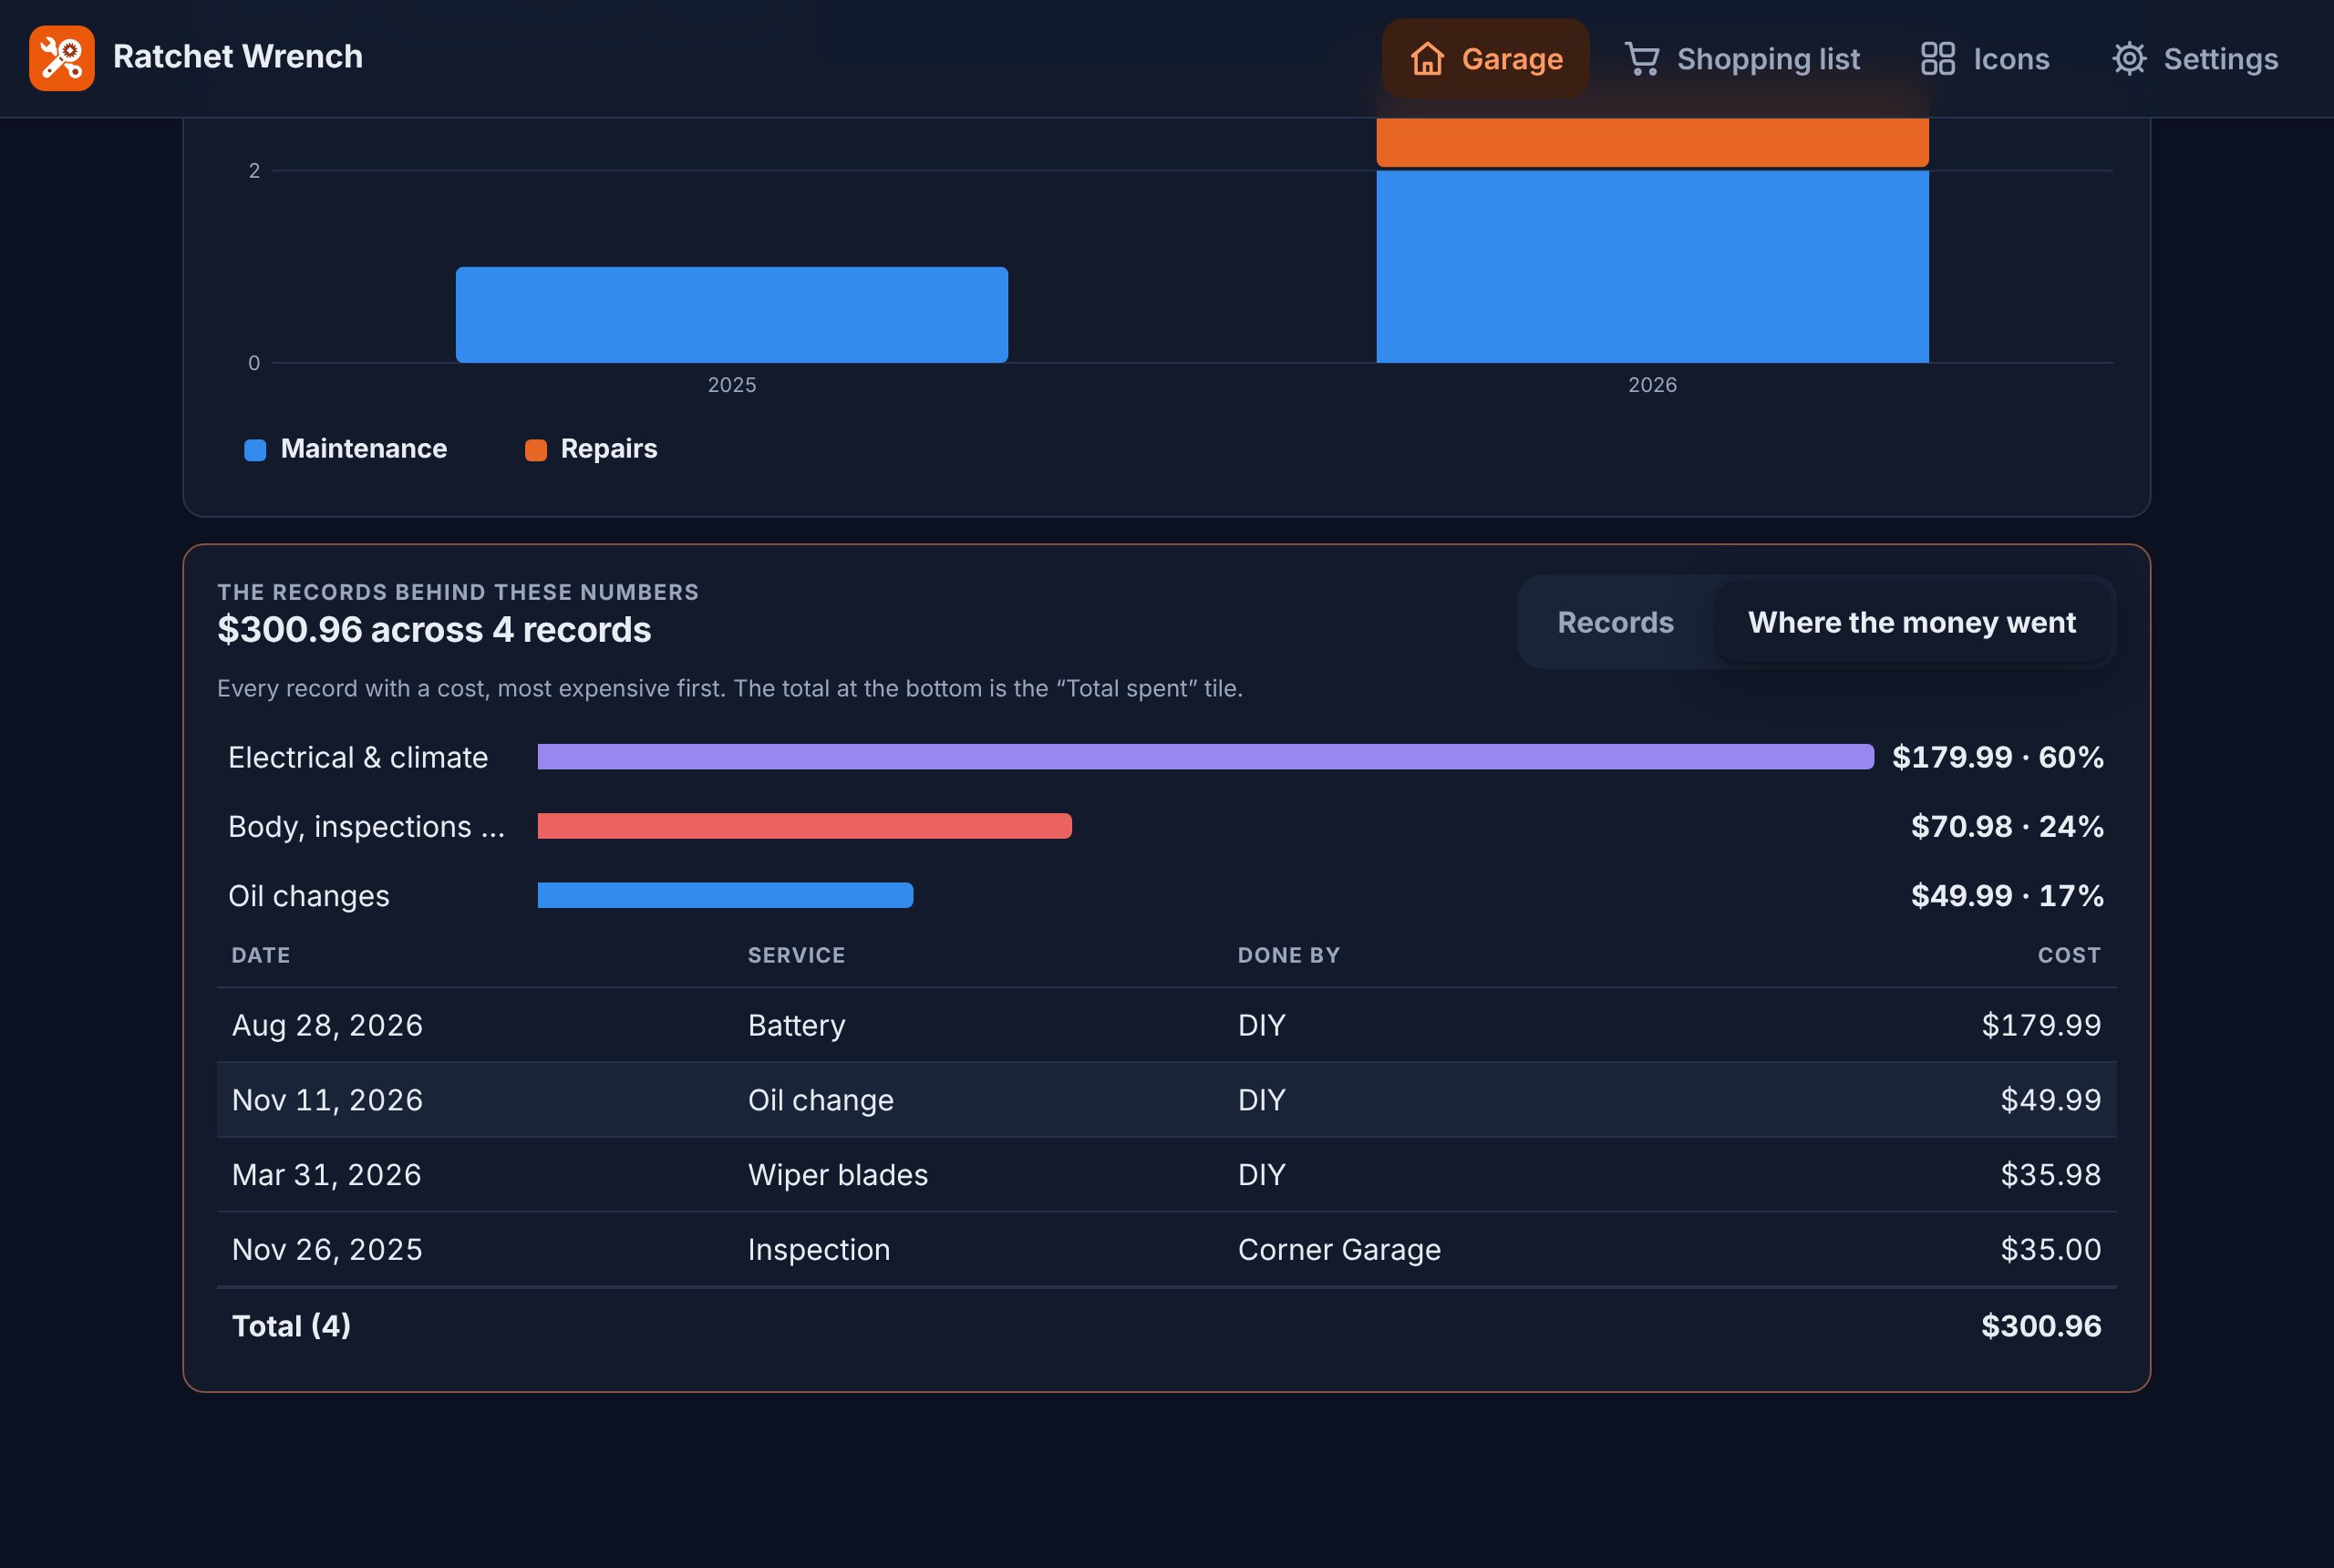 Ratchet Wrench
Garage
Shopping list
Icons
Settings
2
0
2025
2026
Maintenance
Repairs
THE RECORDS BEHIND THESE NUMBERS
$300.96 across 4 records
Records
Where the money went
Every record with a cost, most expensive first. The total at the bottom is the “Total spent” tile.
Electrical & climate $179.99 · 60%
Body, inspections ... $70.98 · 24%
Oil changes $49.99 · 17%
DATE SERVICE DONE BY COST
Aug 28, 2026 Battery DIY $179.99
Nov 11, 2026 Oil change DIY $49.99
Mar 31, 2026 Wiper blades DIY $35.98
Nov 26, 2025 Inspection Corner Garage $35.00
Total (4) $300.96